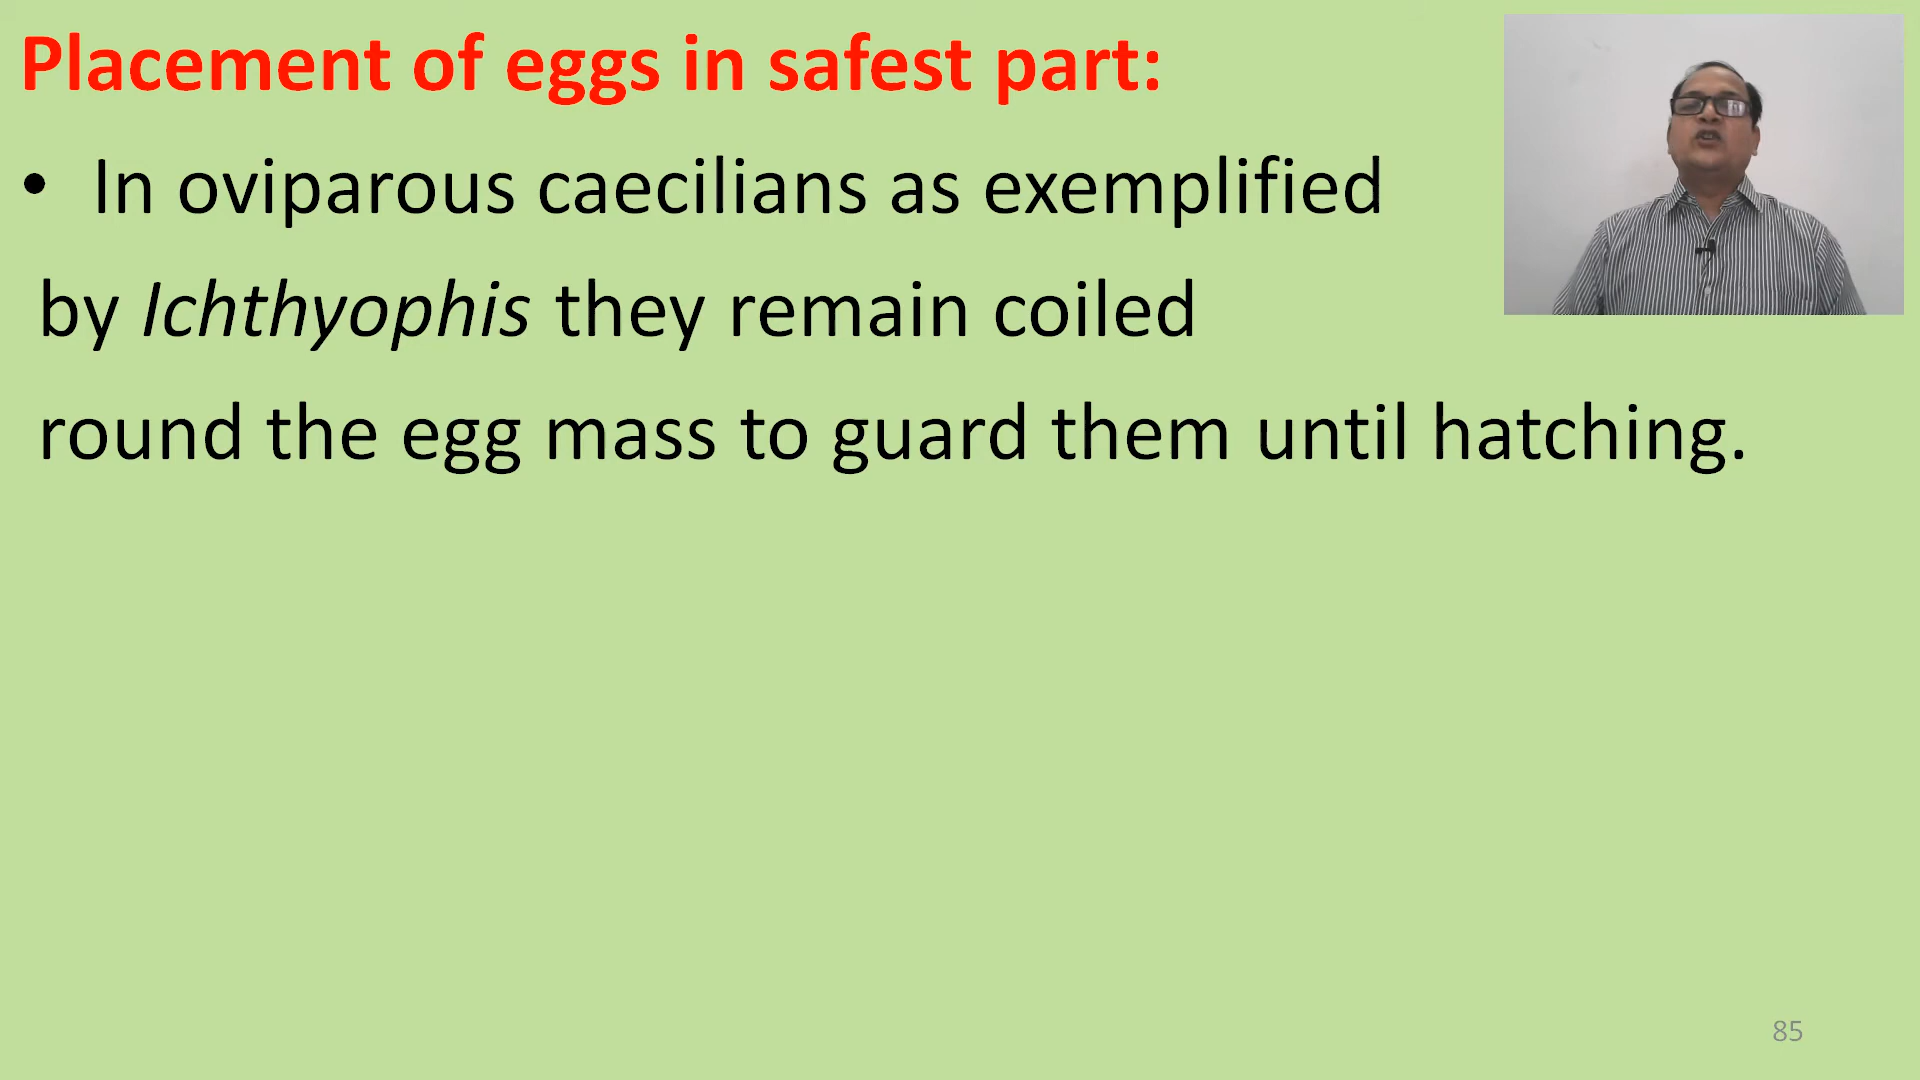 Placement of eggs in safest part:
• In oviparous caecilians as exemplified
by Ichthyophis they remain coiled
round the egg mass to guard them until hatching.
85